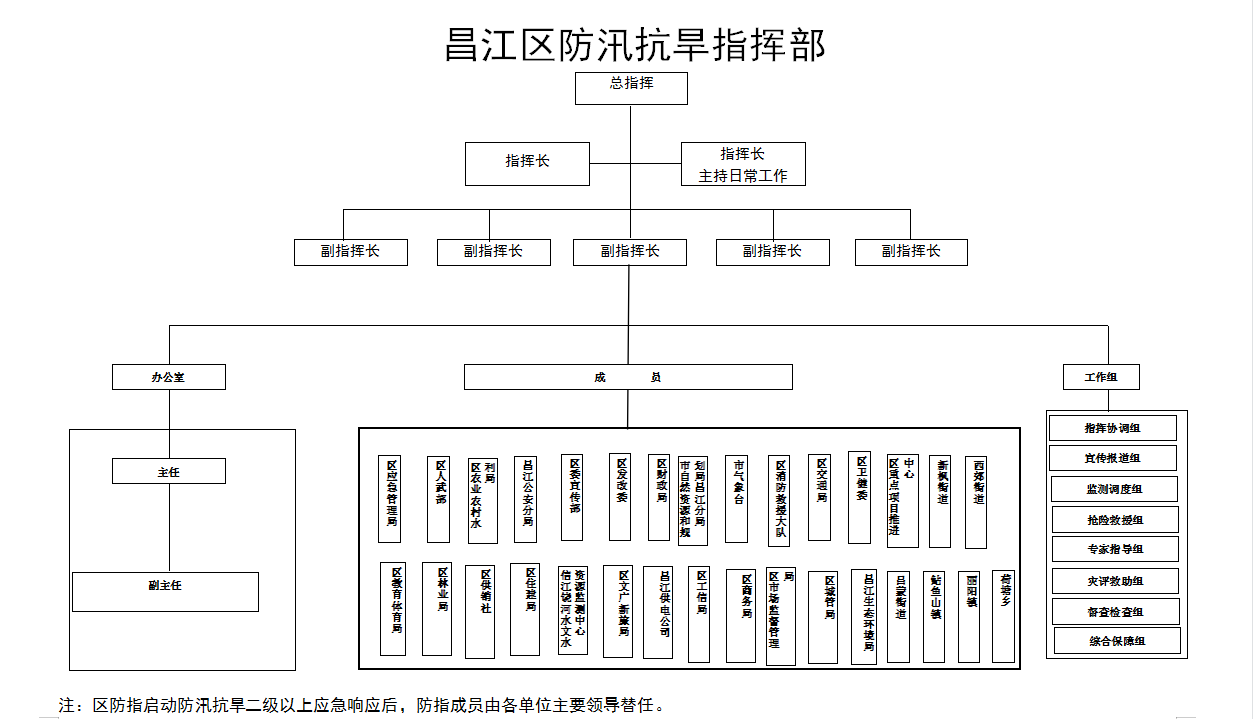 昌江区防汛抗旱指挥部
总指挥
指挥长
指挥长
主持日常工作
副指挥长
副指挥长
副指挥长
副指挥长
副指挥长
办公室
成 员
工作组
主任
副主任
区应急管理局
区人武部
区农业农村水
利局
昌江公安分局
区委宣传部
区发改委
区财政局
市自然资源和规
划局昌江分局
市气象台
区消防救援大队
区交通局
区卫健委
区重点项目推进
中心
新枫街道
西郊街道
区教育体育局
区林业局
区供销社
区住建局
信江饶河水文水
资源监测中心
区文广新旅局
昌江供电公司
区工信局
区商务局
区市场监督管理
局
区城管局
昌江生态环境局
吕蒙街道
鲇鱼山镇
丽阳镇
荷塘乡
指挥协调组
宣传报道组
监测调度组
抢险救援组
专家指导组
灾评救助组
督查检查组
综合保障组
注：区防指启动防汛抗旱二级以上应急响应后，防指成员由各单位主要领导替任。